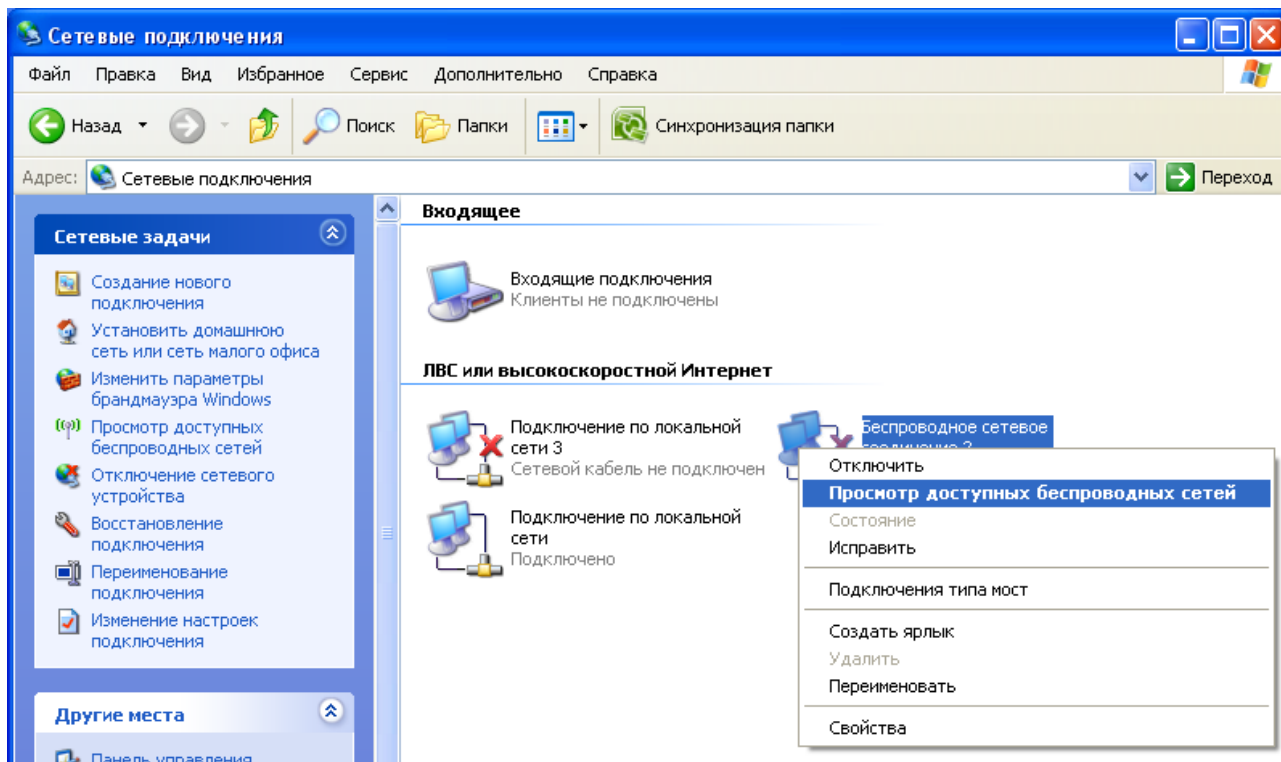 Сетевые подключения
Файл Правка Вид Избранное Сервис Дополнительно Справка
Назад Поиск Папки Синхронизация папки
Адрес: Сетевые подключения Переход
Сетевые задачи
Создание нового
подключения
Установить домашнюю
сеть или сеть малого офиса
Изменить параметры
брандмауэра Windows
Просмотр доступных
беспроводных сетей
Отключение сетевого
устройства
Восстановление
подключения
Переименование
подключения
Изменение настроек
подключения
Другие места
Панель управления
Входящее
Входящие подключения
Клиенты не подключены
ЛВС или высокоскоростной Интернет
Подключение по локальной
сети 3
Сетевой кабель не подключен
Подключение по локальной
сети
Подключено
Беспроводное сетевое
соединение 2
Отключить
Просмотр доступных беспроводных сетей
Состояние
Исправить
Подключения типа мост
Создать ярлык
Удалить
Переименовать
Свойства